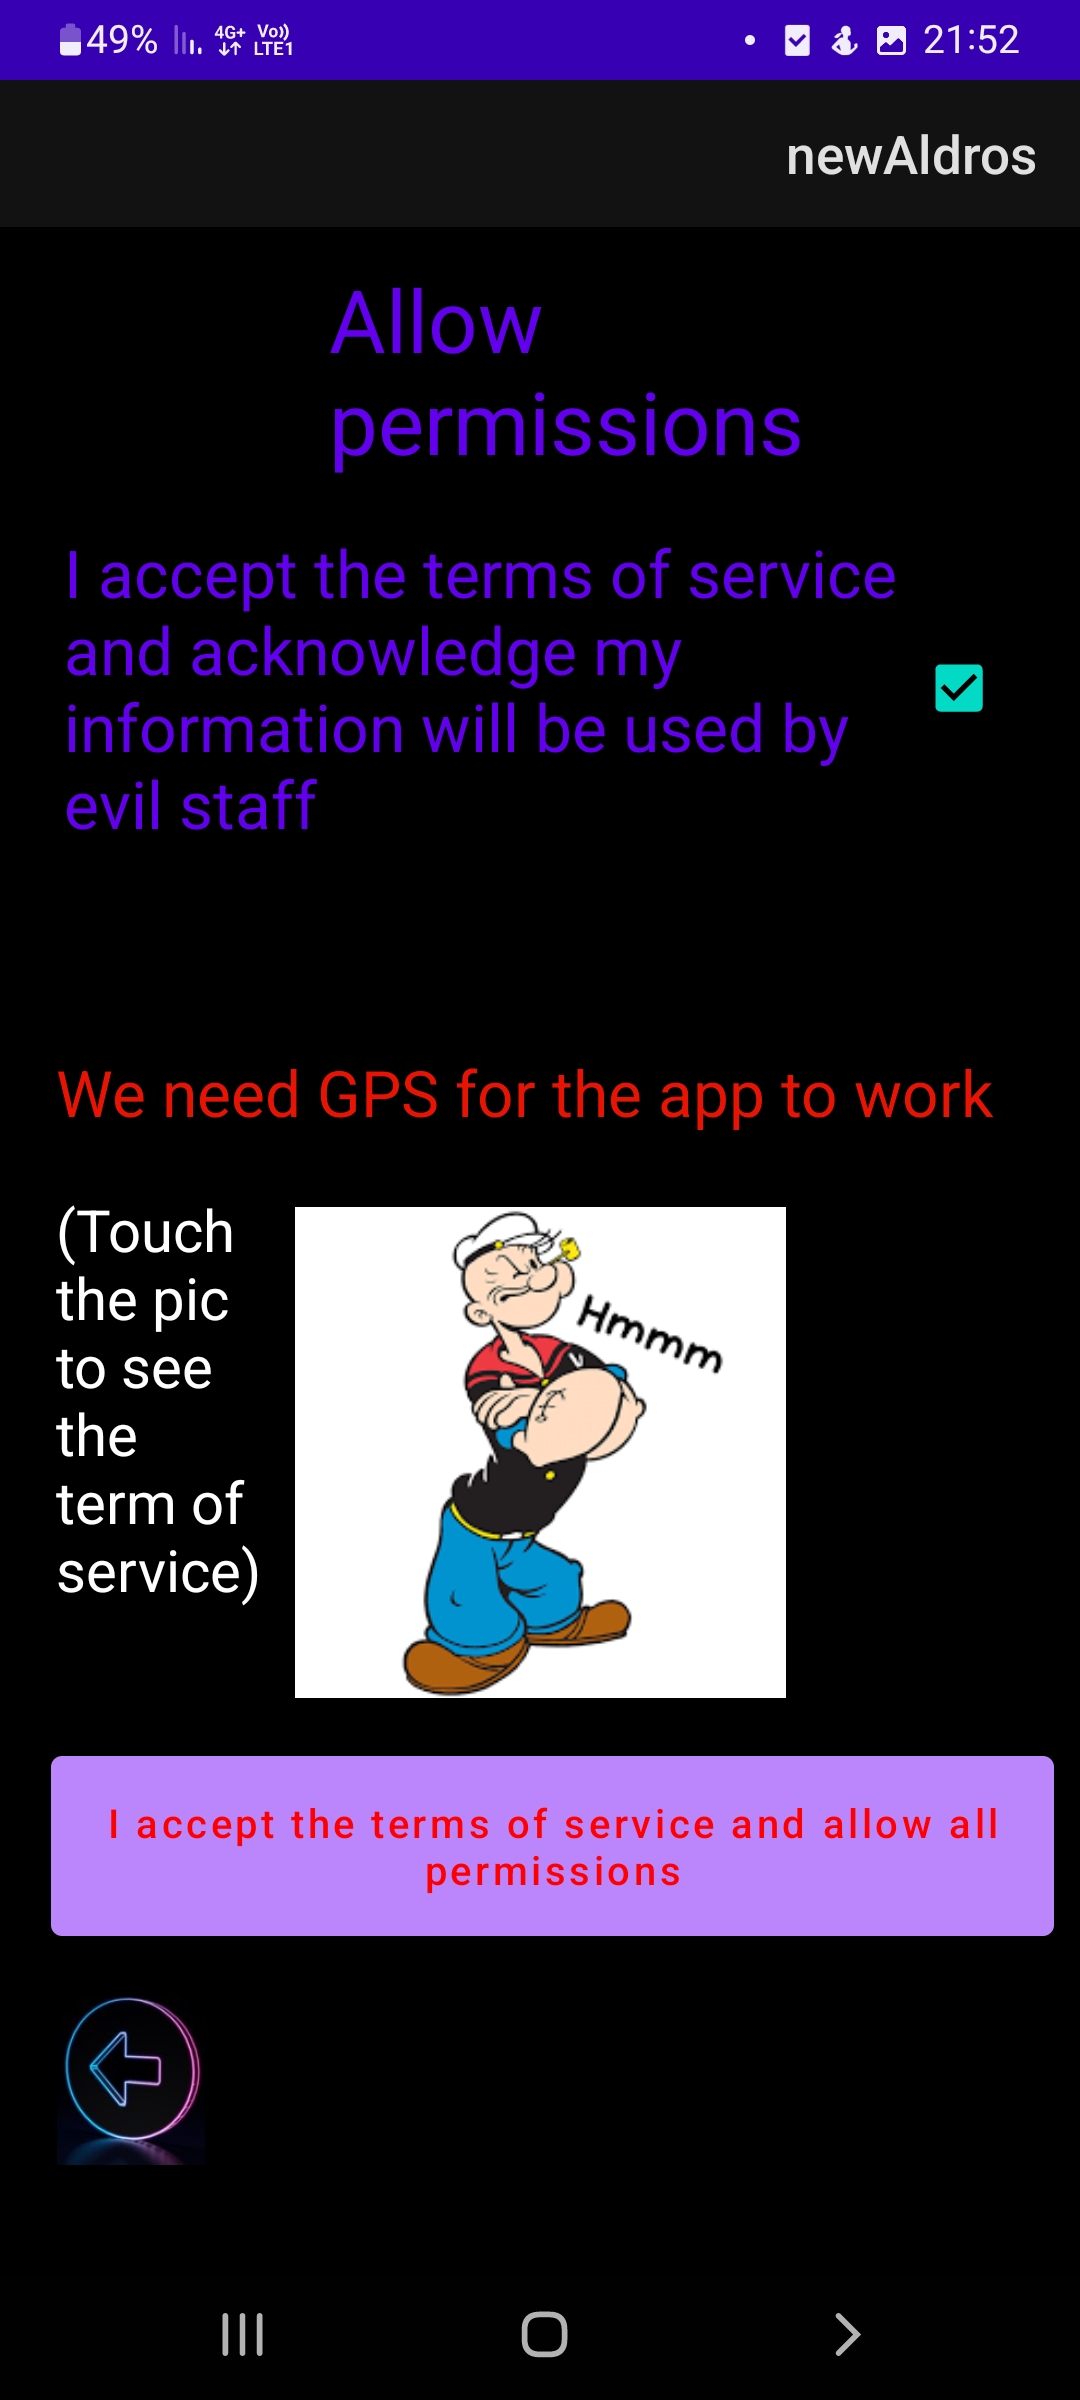 49% 4G+ Vo)) LTE1 21:52
newAldros
Allow
permissions
I accept the terms of service
and acknowledge my
information will be used by
evil staff
We need GPS for the app to work
(Touch
the pic
to see
the
term of
service)
Hmmm
I accept the terms of service and allow all
permissions